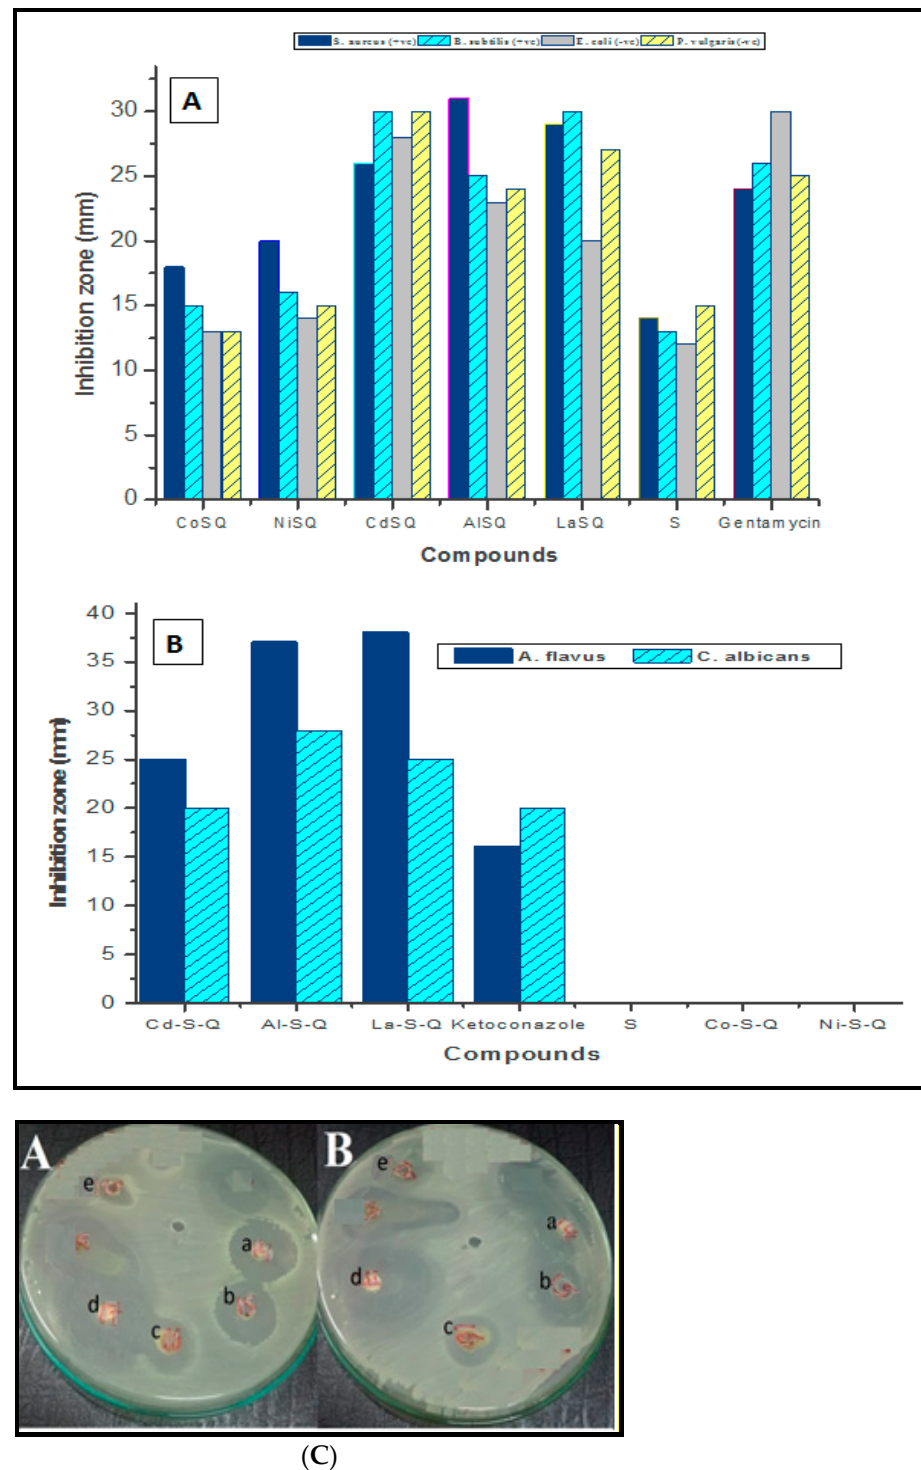 S. aureus (+ve) B. subtilis (+ve) E. coli (-ve) P. vulgaris (-ve)
A
30
25
20
15
10
5
0
Inhibition zone (mm)
CoSQ NiSQ CdSQ AlSQ LaSQ S Gentamycin
Compounds
B
A. flavus C. albicans
40
35
30
25
20
15
10
5
0
Inhibition zone (mm)
Cd-S-Q Al-S-Q La-S-Q Ketoconazole S Co-S-Q Ni-S-Q
Compounds
A
e
a
b
d
c
B
e
a
b
d
c
(C)